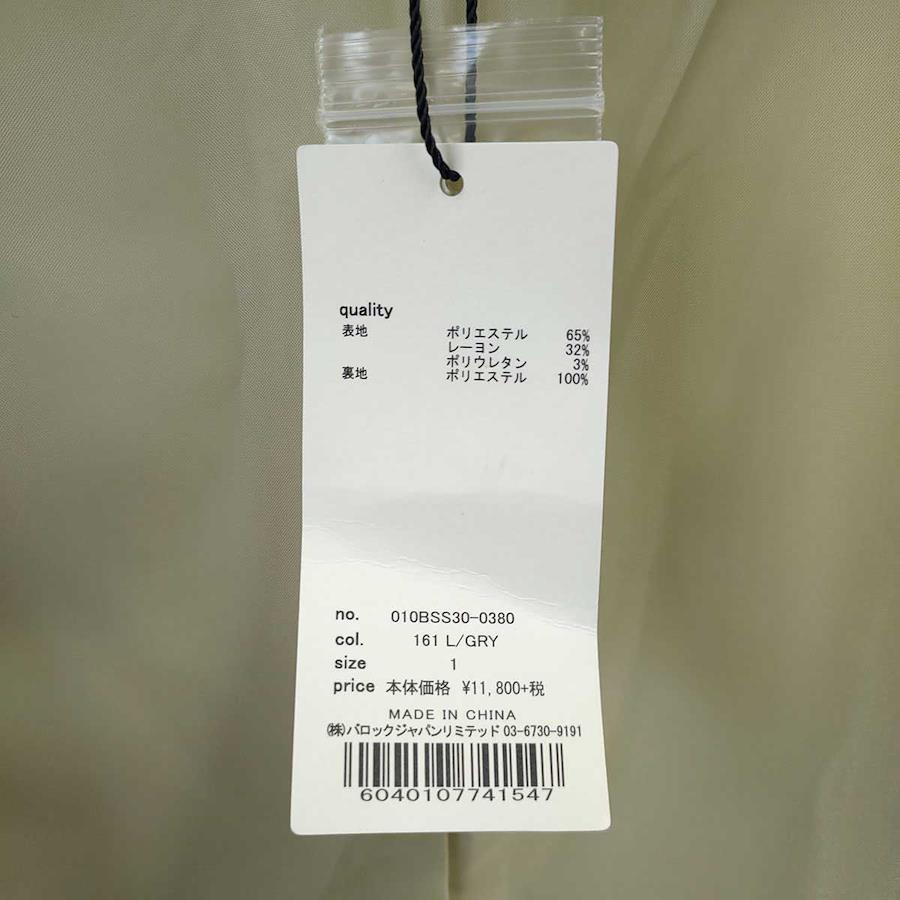 quality
表地 ポリエステル 65%
レーヨン 32%
ポリウレタン 3%
裏地 ポリエステル 100%
no. 010BSS30-0380
col. 161 L/GRY
size 1
price 本体価格 ¥11,800+税
MADE IN CHINA
㈱バロックジャパンリミテッド 03-6730-9191
6040107741547